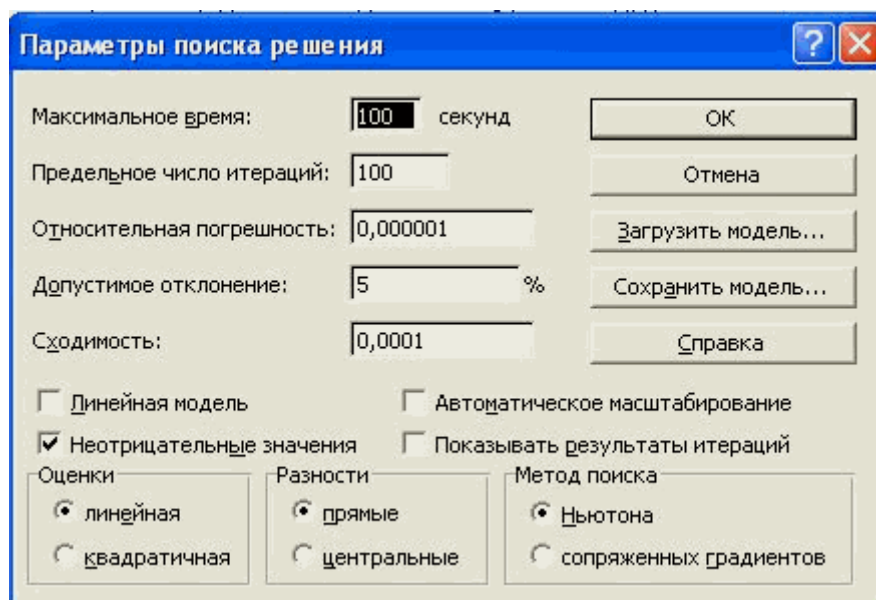 Параметры поиска решения
Максимальное время: 100 секунд OK
Предельное число итераций: 100 Отмена
Относительная погрешность: 0,000001 Загрузить модель...
Допустимое отклонение: 5 % Сохранить модель...
Сходимость: 0,0001 Справка
Линейная модель Автоматическое масштабирование
Неотрицательные значения Показывать результаты итераций
Оценки Разности Метод поиска
линейная прямые Ньютона
квадратичная центральные сопряженных градиентов